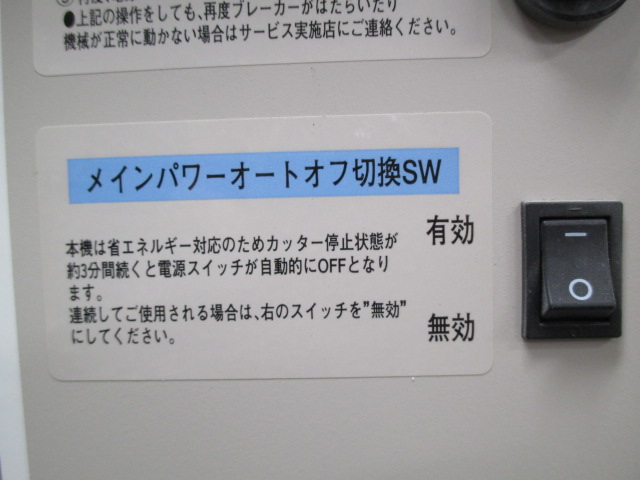 ●上記の操作をしても、再度ブレーカーがはたらいたり
機械が正常に動かない場合はサービス実施店にご連絡ください。
メインパワーオートオフ切換SW
本機は省エネルギー対応のためカッター停止状態が
約3分間続くと電源スイッチが自動的にOFFとなり
ます。
連続してご使用される場合は、右のスイッチを”無効”
にしてください。
有効
無効